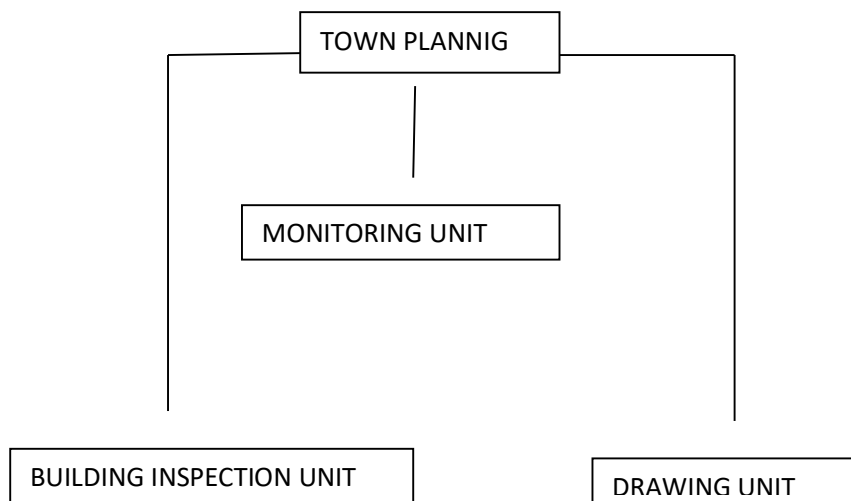 TOWN PLANNIG
MONITORING UNIT
BUILDING INSPECTION UNIT
DRAWING UNIT